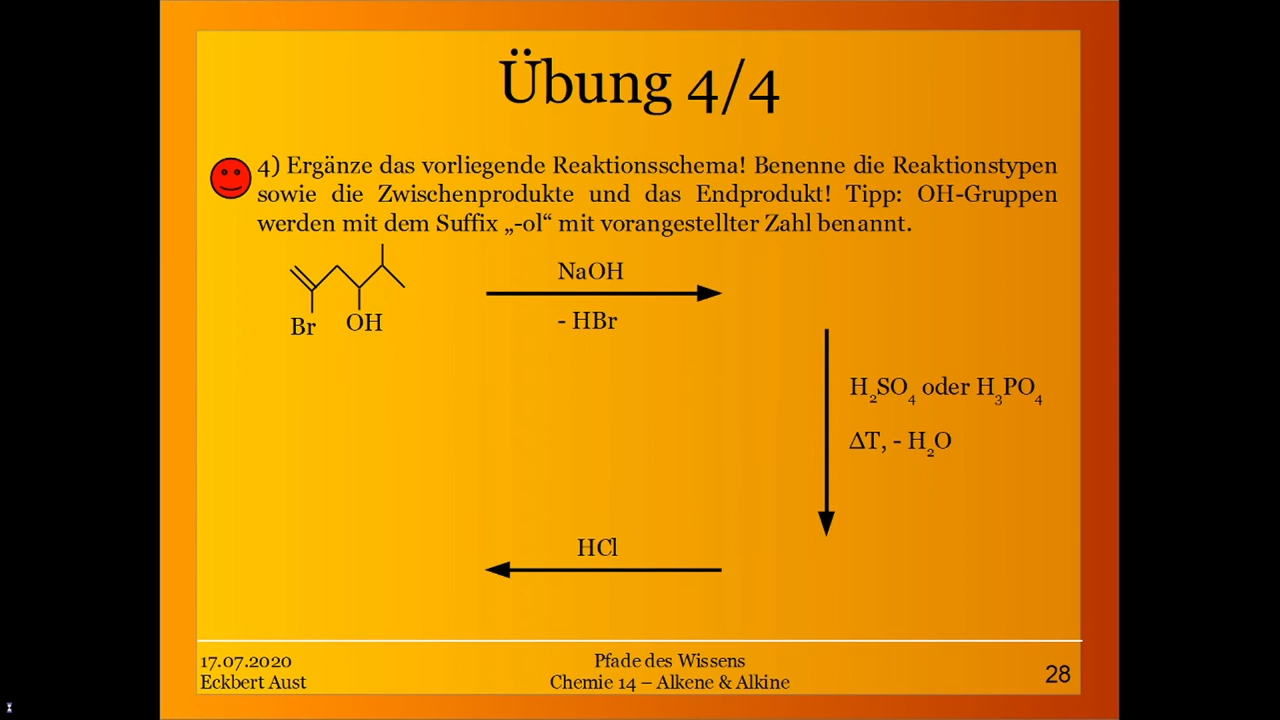 Übung 4/4
4) Ergänze das vorliegende Reaktionsschema! Benenne die Reaktionstypen
sowie die Zwischenprodukte und das Endprodukt! Tipp: OH-Gruppen
werden mit dem Suffix „-ol“ mit vorangestellter Zahl benannt.
NaOH
- HBr
Br
OH
H₂SO₄ oder H₃PO₄
ΔT, - H₂O
HCl
17.07.2020
Eckbert Aust
Pfade des Wissens
Chemie 14 – Alkene & Alkine
28